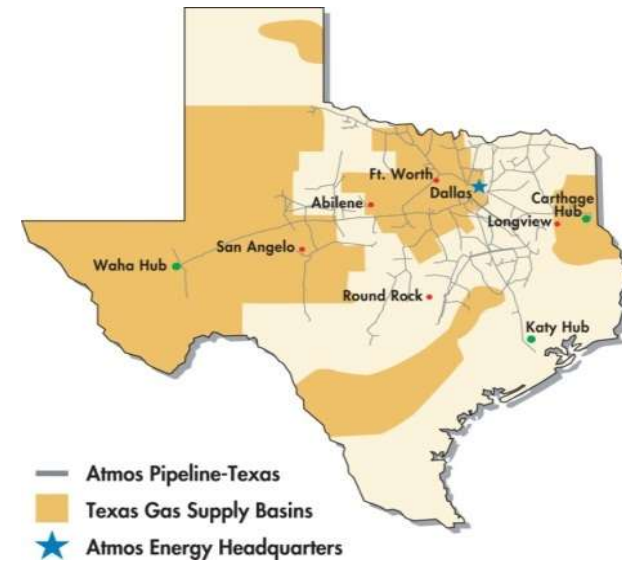 Ft. Worth
Dallas
Carthage
Hub
Abilene
Longview
San Angelo
Waha Hub
Round Rock
Katy Hub
Atmos Pipeline-Texas
Texas Gas Supply Basins
Atmos Energy Headquarters